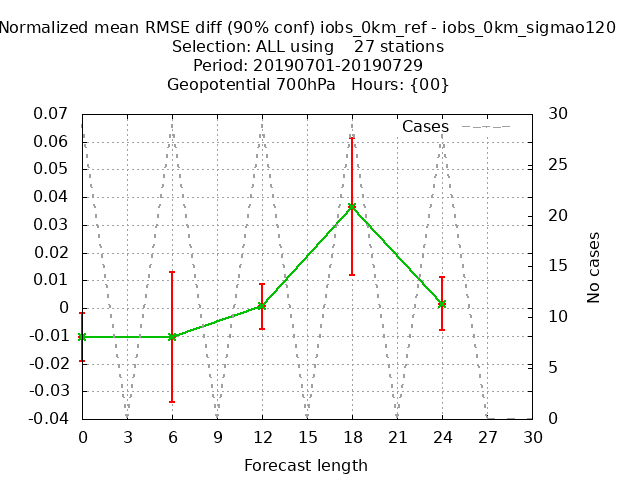 Normalized mean RMSE diff (90% conf) iobs_0km_ref - iobs_0km_sigmao120
Selection: ALL using    27 stations
Period: 20190701-20190729
Geopotential 700hPa   Hours: {00}
Cases
0.07
0.06
0.05
0.04
0.03
0.02
0.01
0
-0.01
-0.02
-0.03
-0.04
30
25
20
15
10
5
0
No cases
0 3 6 9 12 15 18 21 24 27 30
Forecast length